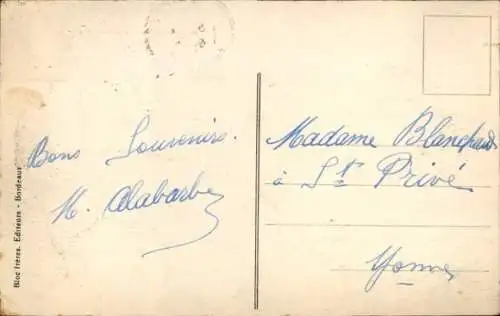 Bons Souvenirs.
M. Alabarbe
Madame Blanchard
à St Privé
Yonne
Bloc frères, Editeurs - Bordeaux